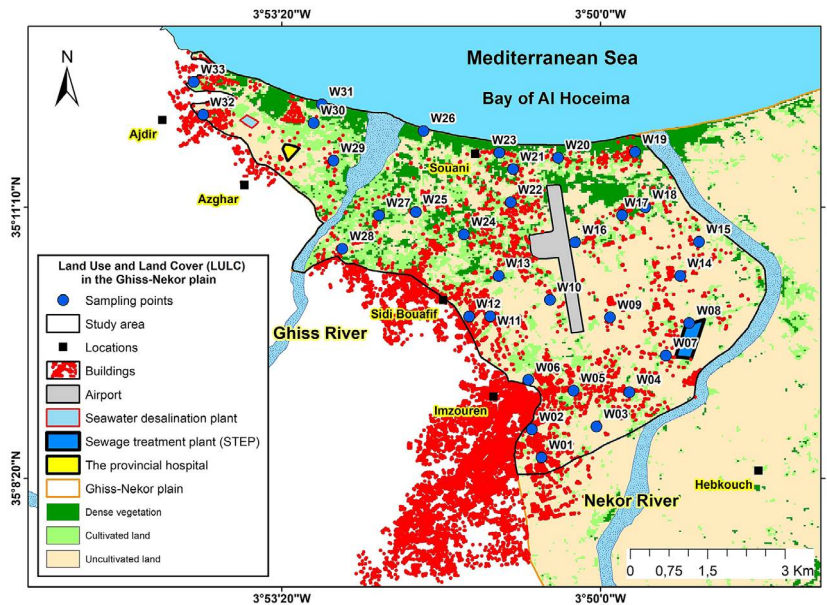 3°53'20"W
3°50'0"W
N
Mediterranean Sea
Bay of Al Hoceima
W33
W31
W32
W30
W26
Ajdir
W23
W20
W19
W29
Souani
W21
Azghar
W22
35°11'10"N
W27
W25
W17
W18
W24
W28
W16
W15
Land Use and Land Cover (LULC)
in the Ghiss-Nekor plain
Sampling points
Study area
Locations
Buildings
Airport
Seawater desalination plant
Sewage treatment plant (STEP)
The provincial hospital
Ghiss-Nekor plain
Dense vegetation
Cultivated land
Uncultivated land
W13
W14
W10
Sidi Bouafif
W12
W11
W09
W08
Ghiss River
W07
W06
W05
W04
Imzouren
W02
W03
W01
35°8'20"N
Hebkouch
Nekor River
0 0,75 1,5 3 Km
3°53'20"W
3°50'0"W